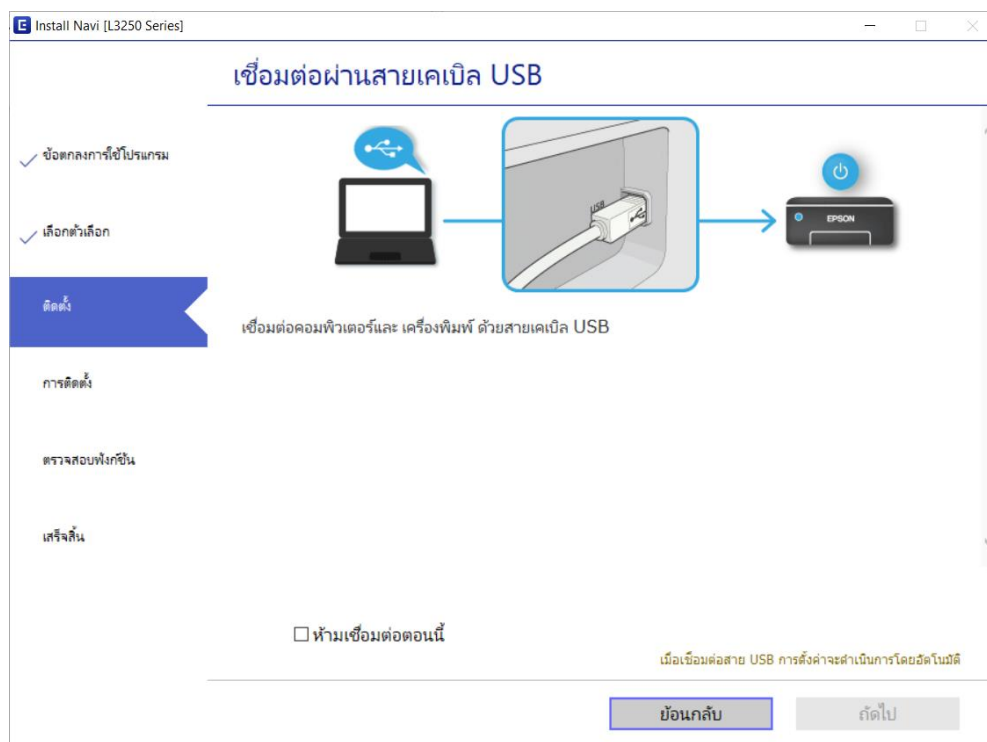 Install Navi [L3250 Series]
เชื่อมต่อผ่านสายเคเบิล USB
ข้อตกลงการใช้โปรแกรม
เลือกตัวเลือก
ติดตั้ง
การติดตั้ง
ตรวจสอบฟังก์ชัน
เสร็จสิ้น
USB
EPSON
เชื่อมต่อคอมพิวเตอร์และ เครื่องพิมพ์ ด้วยสายเคเบิล USB
ห้ามเชื่อมต่อตอนนี้
เมื่อเชื่อมต่อสาย USB การตั้งค่าจะดำเนินการโดยอัตโนมัติ
ย้อนกลับ
ถัดไป